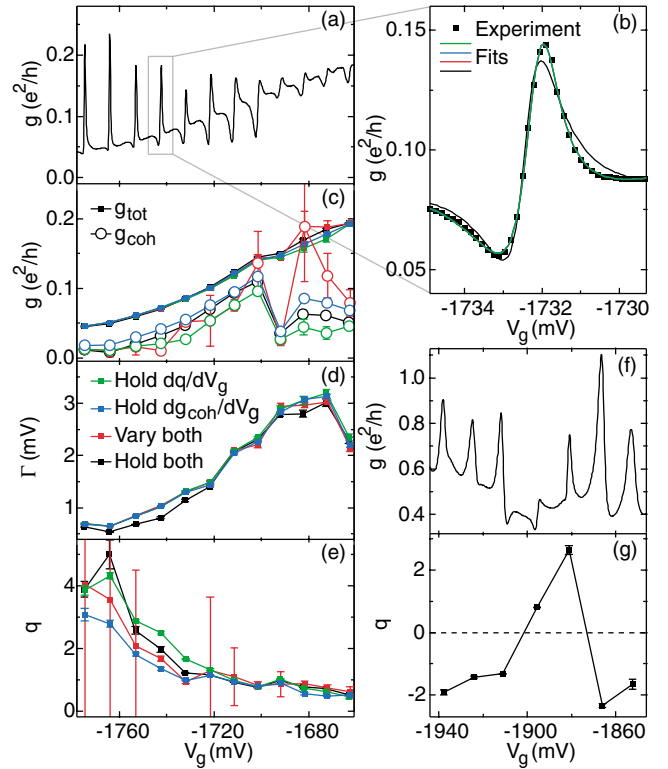 (a)
g (e²/h)
0.2
0.1
0.0
(b)
Experiment
Fits
g (e²/h)
0.15
0.10
0.05
-1734
-1732
-1730
V_g (mV)
(c)
g_tot
g_coh
g (e²/h)
0.2
0.1
0.0
(d)
Hold dq/dV_g
Hold dg_coh/dV_g
Vary both
Hold both
Γ (mV)
3
2
1
(e)
q
4
2
0
-1760
-1720
-1680
V_g (mV)
(f)
g (e²/h)
1.0
0.8
0.6
0.4
(g)
q
2
0
-2
-1940
-1900
-1860
V_g (mV)